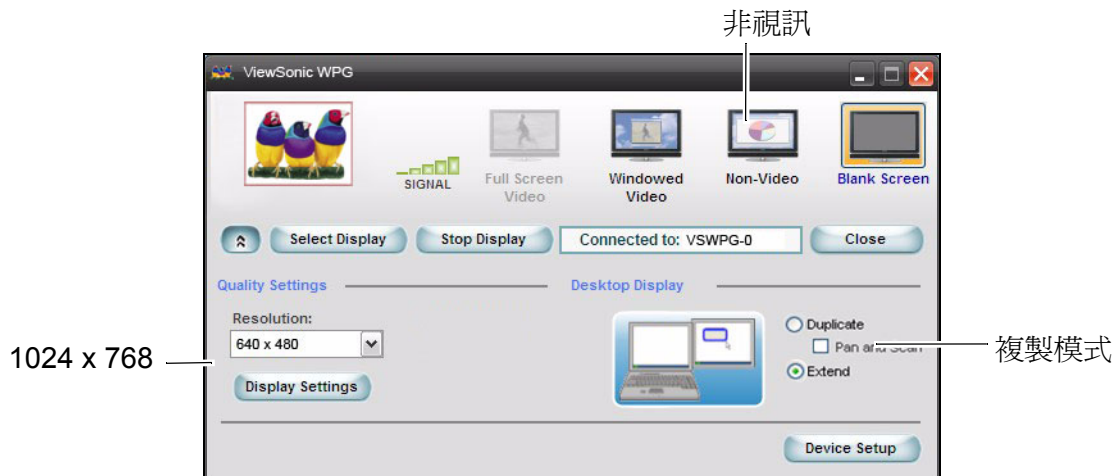 非視訊
ViewSonic WPG
SIGNAL
Full Screen
Video
Windowed
Video
Non-Video
Blank Screen
Select Display
Stop Display
Connected to: VSWPG-0
Close
Quality Settings
Desktop Display
Resolution:
640 x 480
1024 x 768
Display Settings
Duplicate
Pan and Scan
複製模式
Extend
Device Setup